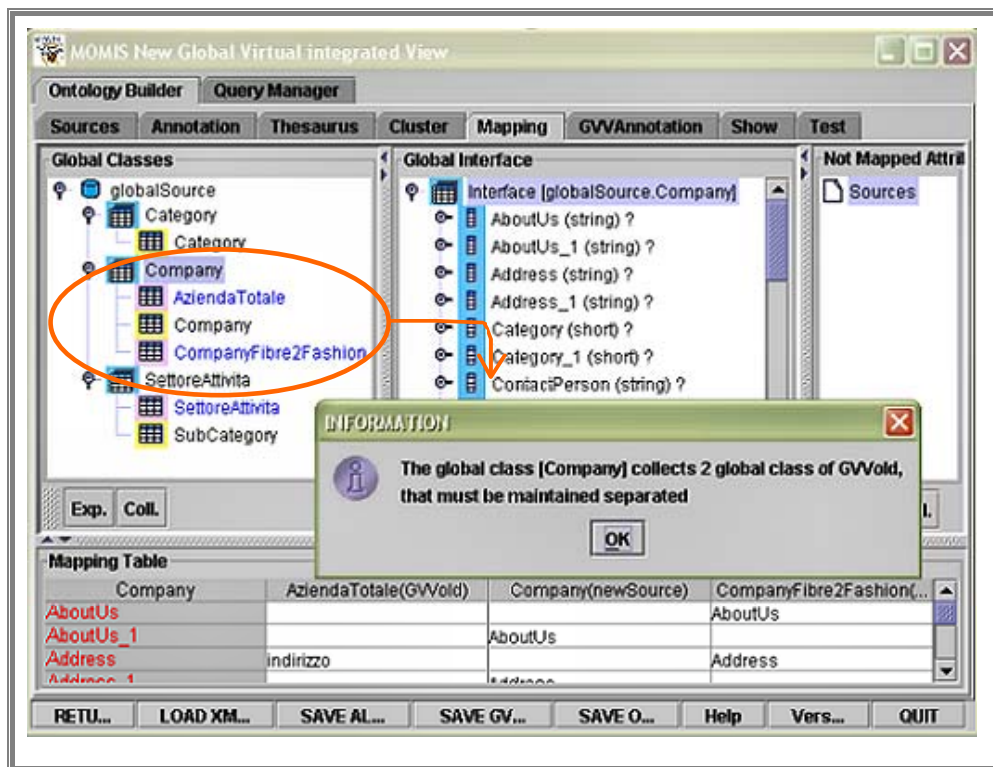 MOMIS New Global Virtual integrated View
Ontology Builder Query Manager
Sources Annotation Thesaurus Cluster Mapping GVVAnnotation Show Test
Global Classes
globalSource
Category
Category
Company
AziendaTotale
Company
CompanyFibre2Fashion
SettoreAttivita
SettoreAttivita
SubCategory
Exp. Coll.
Global Interface
Interface [globalSource.Company]
AboutUs (string) ?
AboutUs_1 (string) ?
Address (string) ?
Address_1 (string) ?
Category (short) ?
Category_1 (short) ?
ContactPerson (string) ?
Not Mapped Attri
Sources
l.
INFORMATION
The global class [Company] collects 2 global class of GVVold,
that must be maintained separated
OK
Mapping Table
Company AziendaTotale(GVVold) Company(newSource) CompanyFibre2Fashion(...
AboutUs AboutUs
AboutUs_1 AboutUs
Address indirizzo Address
Address_1 Address
RETU... LOAD XM... SAVE AL... SAVE GV... SAVE O... Help Vers... QUIT